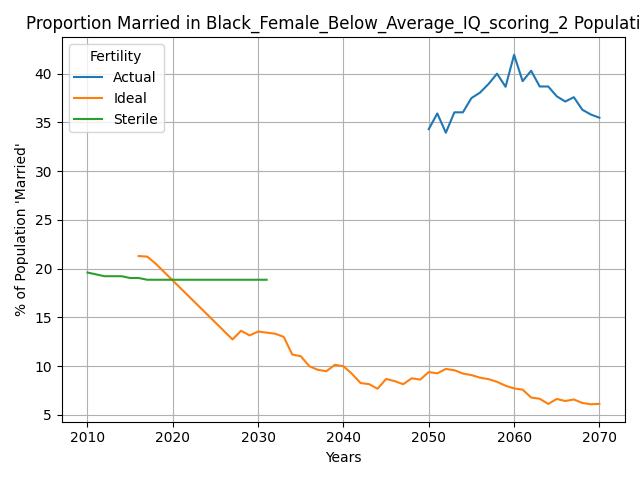 Proportion Married in Black_Female_Below_Average_IQ_scoring_2 Populati
Fertility
Actual
Ideal
Sterile
% of Population 'Married'
40
35
30
25
20
15
10
5
2010 2020 2030 2040 2050 2060 2070
Years